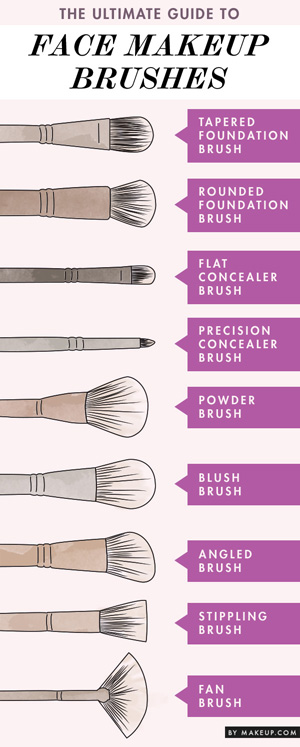 THE ULTIMATE GUIDE TO
FACE MAKEUP
BRUSHES
TAPERED
FOUNDATION
BRUSH
ROUNDED
FOUNDATION
BRUSH
FLAT
CONCEALER
BRUSH
PRECISION
CONCEALER
BRUSH
POWDER
BRUSH
BLUSH
BRUSH
ANGLED
BRUSH
STIPPLING
BRUSH
FAN
BRUSH
BY MAKEUP.COM